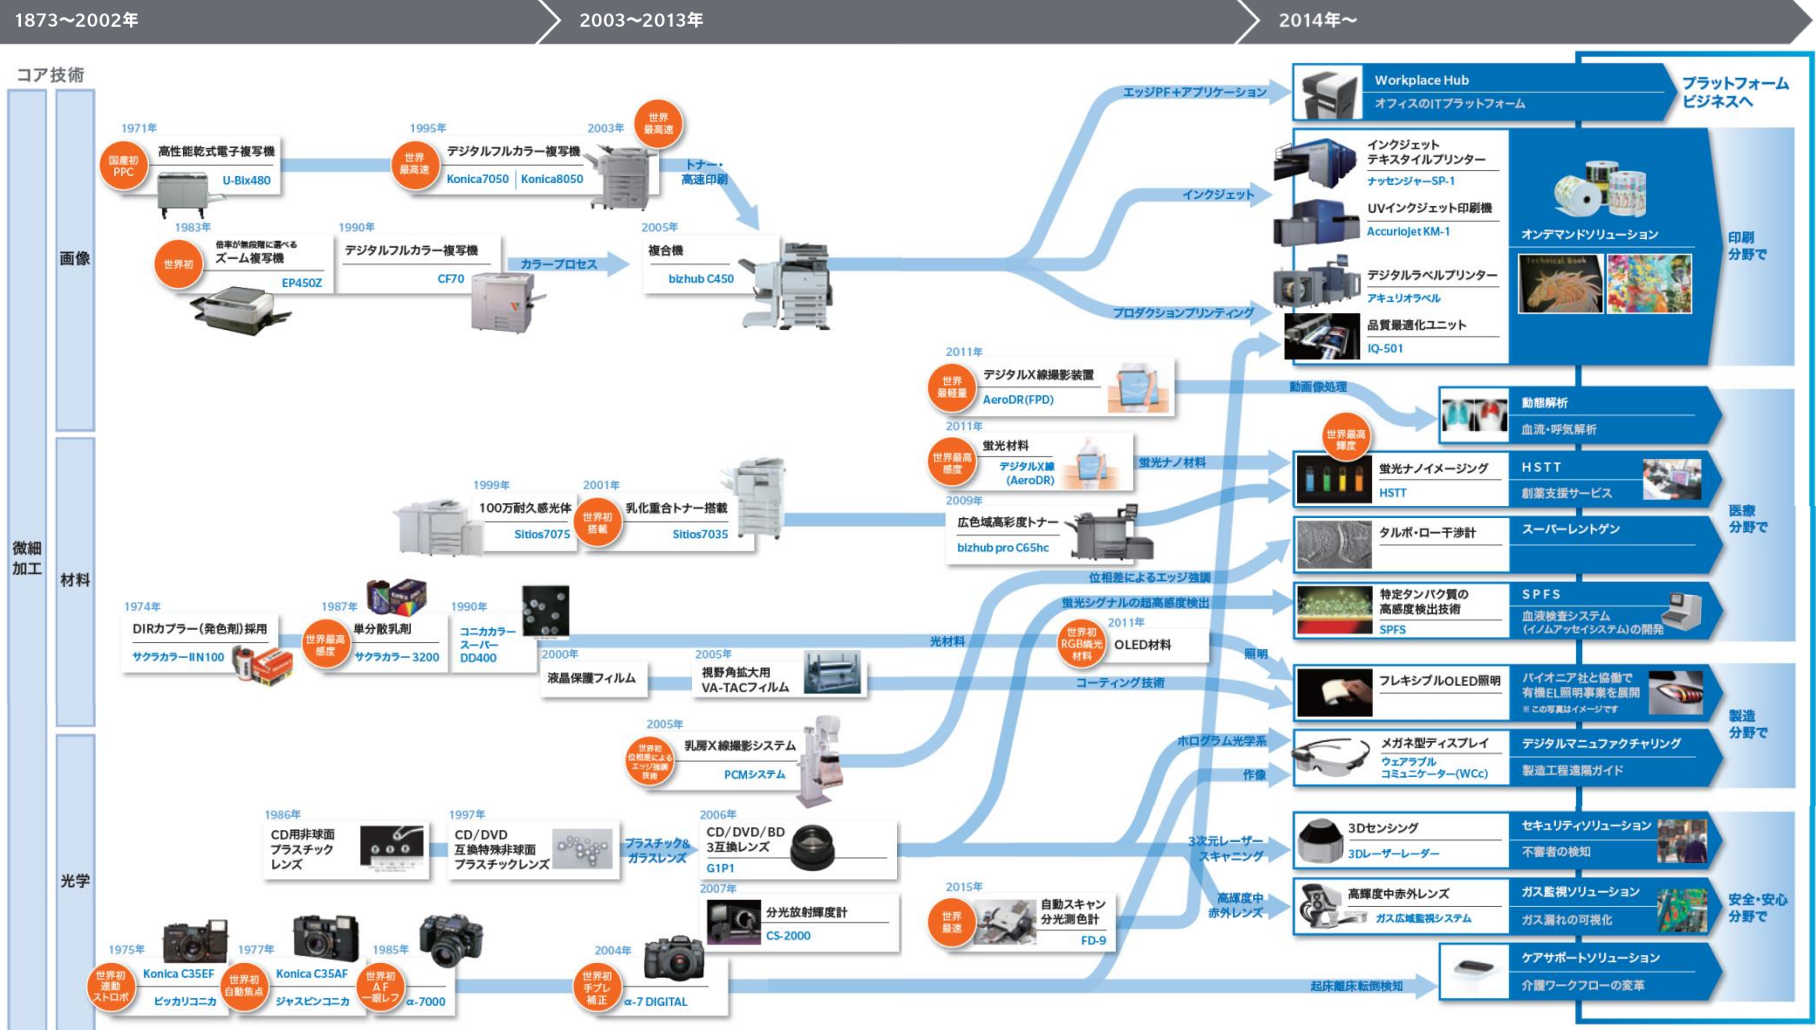 1873〜2002年
2003〜2013年
2014年〜
コア技術
微細
加工
画像
材料
光学
1971年
国産初
PPC
高性能乾式電子複写機
U-Bix480
1995年
世界
最高速
デジタルフルカラー複写機
Konica7050 | Konica8050
2003年
世界
最高速
トナー・
高速印刷
1983年
世界初
倍率が無段階に選べる
ズーム複写機
EP450Z
1990年
デジタルフルカラー複写機
CF70
カラープロセス
2005年
複合機
bizhub C450
エッジPF+アプリケーション
インクジェット
プロダクションプリンティング
Workplace Hub
オフィスのITプラットフォーム
プラットフォーム
ビジネスへ
インクジェット
テキスタイルプリンター
ナッセンジャーSP-1
UVインクジェット印刷機
AccurioJet KM-1
デジタルラベルプリンター
アキュリオラベル
品質最適化ユニット
IQ-501
オンデマンドソリューション
Technical Book
印刷
分野で
2011年
世界
最軽量
デジタルX線撮影装置
AeroDR(FPD)
動画像処理
動態解析
血流・呼気解析
2011年
世界最高
感度
蛍光材料
デジタルX線
(AeroDR)
蛍光ナノ材料
世界最高
輝度
蛍光ナノイメージング
HSTT
HSTT
創薬支援サービス
1999年
100万耐久感光体
Sitios7075
2001年
世界初
搭載
乳化重合トナー搭載
Sitios7035
2009年
広色域高彩度トナー
bizhub pro C65hc
タルボ・ロー干渉計
スーパーレントゲン
医療
分野で
位相差によるエッジ強調
蛍光シグナルの超高感度検出
特定タンパク質の
高感度検出技術
SPFS
SPFS
血液検査システム
(イノムアッセイシステム)の開発
1974年
DIRカプラー(発色剤)採用
サクラカラーIIN100
1987年
世界最高
感度
単分散乳剤
サクラカラー 3200
1990年
コニカカラー
スーパー
DD400
光材料
2011年
世界初
RGB燐光
材料
OLED材料
照明
2000年
液晶保護フィルム
2005年
視野角拡大用
VA-TACフィルム
コーティング技術
フレキシブルOLED照明
パイオニア社と協働で
有機EL照明事業を展開
※ この写真はイメージです
製造
分野で
2005年
世界初
位相差による
エッジ強調
技術
乳房X線撮影システム
PCMシステム
ホログラム光学系
作像
メガネ型ディスプレイ
ウェアラブル
コミュニケーター(WCc)
デジタルマニュファクチャリング
製造工程遠隔ガイド
1986年
CD用非球面
プラスチック
レンズ
1997年
CD/DVD
互換特殊非球面
プラスチックレンズ
プラスチック&
ガラスレンズ
2006年
CD/DVD/BD
3互換レンズ
G1P1
3次元レーザー
スキャニング
3Dセンシング
3Dレーザーレーダー
セキュリティソリューション
不審者の検知
2007年
分光放射輝度計
CS-2000
2015年
世界
最速
自動スキャン
分光測色計
FD-9
高輝度中
赤外レンズ
高輝度中赤外レンズ
ガス広域監視システム
ガス監視ソリューション
ガス漏れの可視化
安全・安心
分野で
1975年
世界初
連動
ストロボ
Konica C35EF
ピッカリコニカ
1977年
世界初
自動焦点
Konica C35AF
ジャスピンコニカ
1985年
世界初
AF
一眼レフ
α-7000
2004年
世界初
手ブレ
補正
α-7 DIGITAL
起床離床転倒検知
ケアサポートソリューション
介護ワークフローの変革